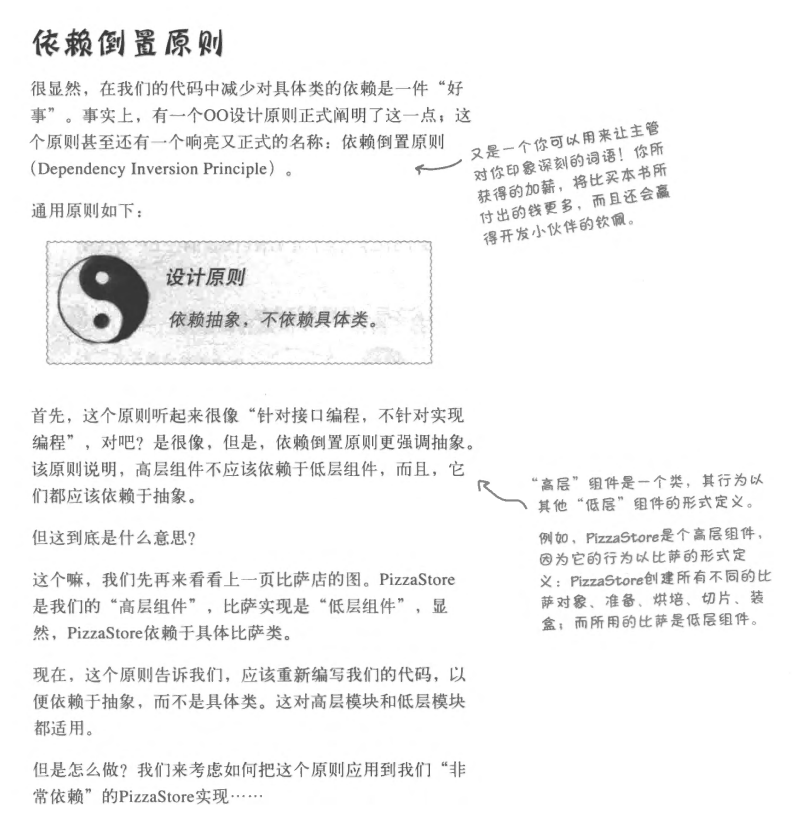 依赖倒置原则
很显然，在我们的代码中减少对具体类的依赖是一件“好
事”。事实上，有一个OO设计原则正式阐明了这一点；这
个原则甚至还有一个响亮又正式的名称：依赖倒置原则
（Dependency Inversion Principle）。
又是一个你可以用来让主管
对你印象深刻的词语！你所
获得的加薪，将比买本书所
付出的钱更多，而且还会赢
得开发小伙伴的钦佩。
通用原则如下：
设计原则
依赖抽象，不依赖具体类。
首先，这个原则听起来很像“针对接口编程，不针对实现
编程”，对吧？是很像，但是，依赖倒置原则更强调抽象。
该原则说明，高层组件不应该依赖于低层组件，而且，它
们都应该依赖于抽象。
“高层”组件是一个类，其行为以
其他“低层”组件的形式定义。
例如，PizzaStore是个高层组件，
因为它的行为以比萨的形式定
义：PizzaStore创建所有不同的比
萨对象、准备、烘培、切片、装
盒；而所用的比萨是低层组件。
但这到底是什么意思？
这个嘛，我们先再来看看上一页比萨店的图。PizzaStore
是我们的“高层组件”，比萨实现是“低层组件”，显
然，PizzaStore依赖于具体比萨类。
现在，这个原则告诉我们，应该重新编写我们的代码，以
便依赖于抽象，而不是具体类。这对高层模块和低层模块
都适用。
但是怎么做？我们来考虑如何把这个原则应用到我们“非
常依赖”的PizzaStore实现……